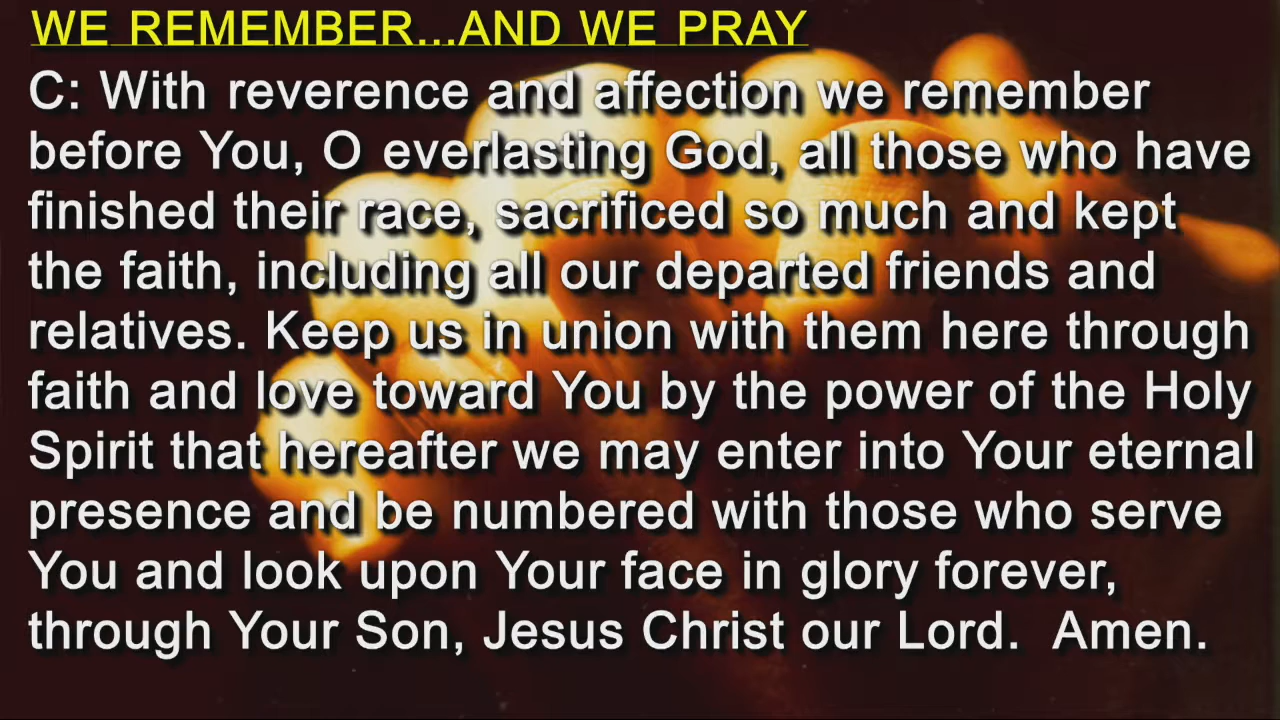 WE REMEMBER...AND WE PRAY
C: With reverence and affection we remember
before You, O everlasting God, all those who have
finished their race, sacrificed so much and kept
the faith, including all our departed friends and
relatives. Keep us in union with them here through
faith and love toward You by the power of the Holy
Spirit that hereafter we may enter into Your eternal
presence and be numbered with those who serve
You and look upon Your face in glory forever,
through Your Son, Jesus Christ our Lord.  Amen.